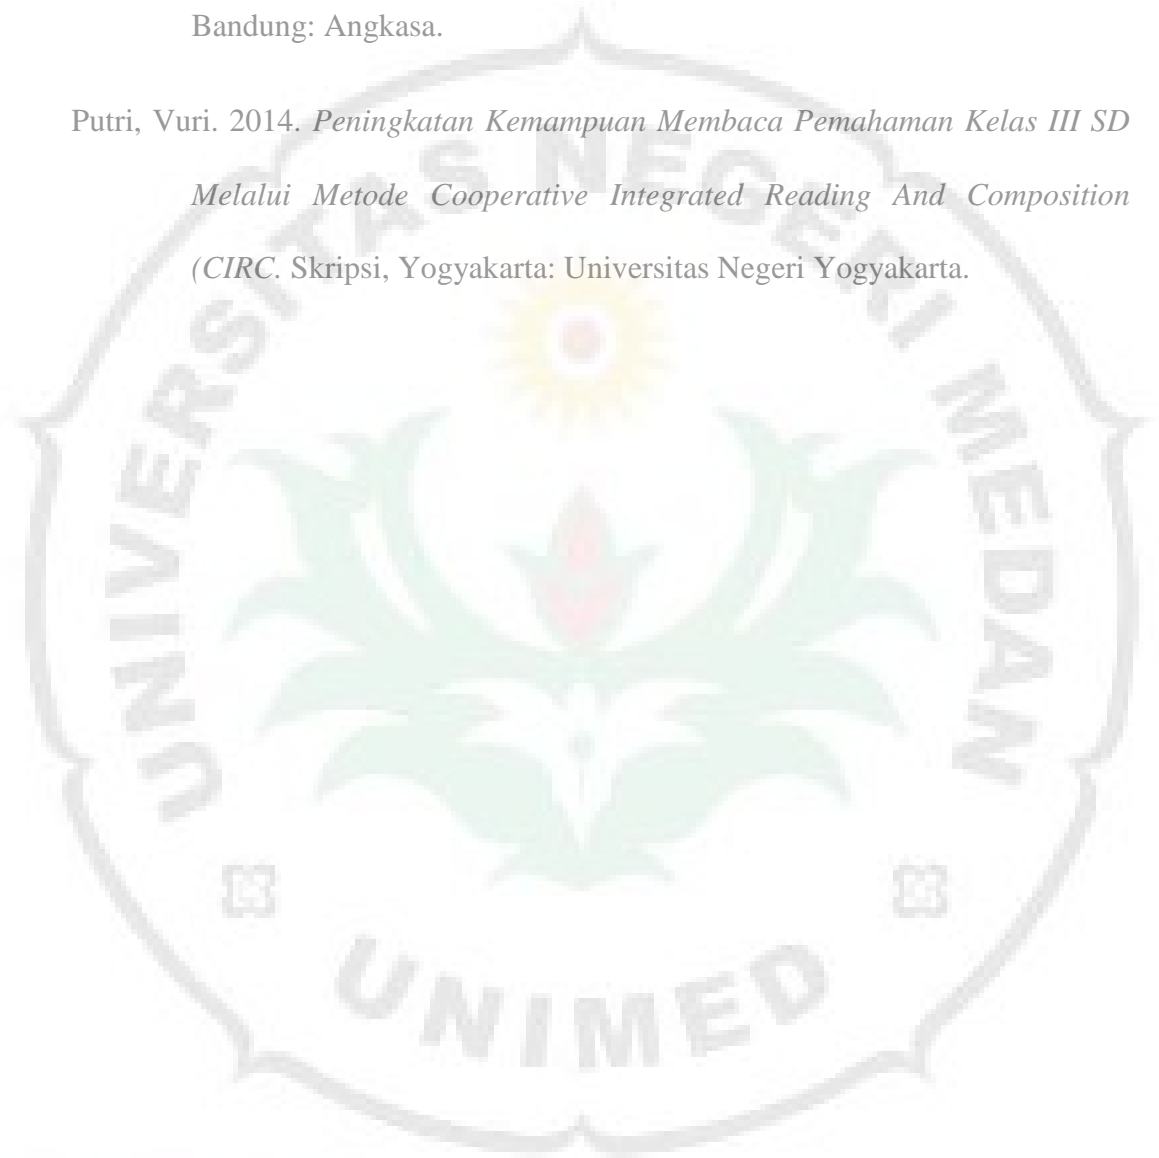 Bandung: Angkasa.
Putri, Vuri. 2014. Peningkatan Kemampuan Membaca Pemahaman Kelas III SD
Melalui Metode Cooperative Integrated Reading And Composition
(CIRC. Skripsi, Yogyakarta: Universitas Negeri Yogyakarta.
UNIVERSITAS NEGERI MEDAN
UNIMED